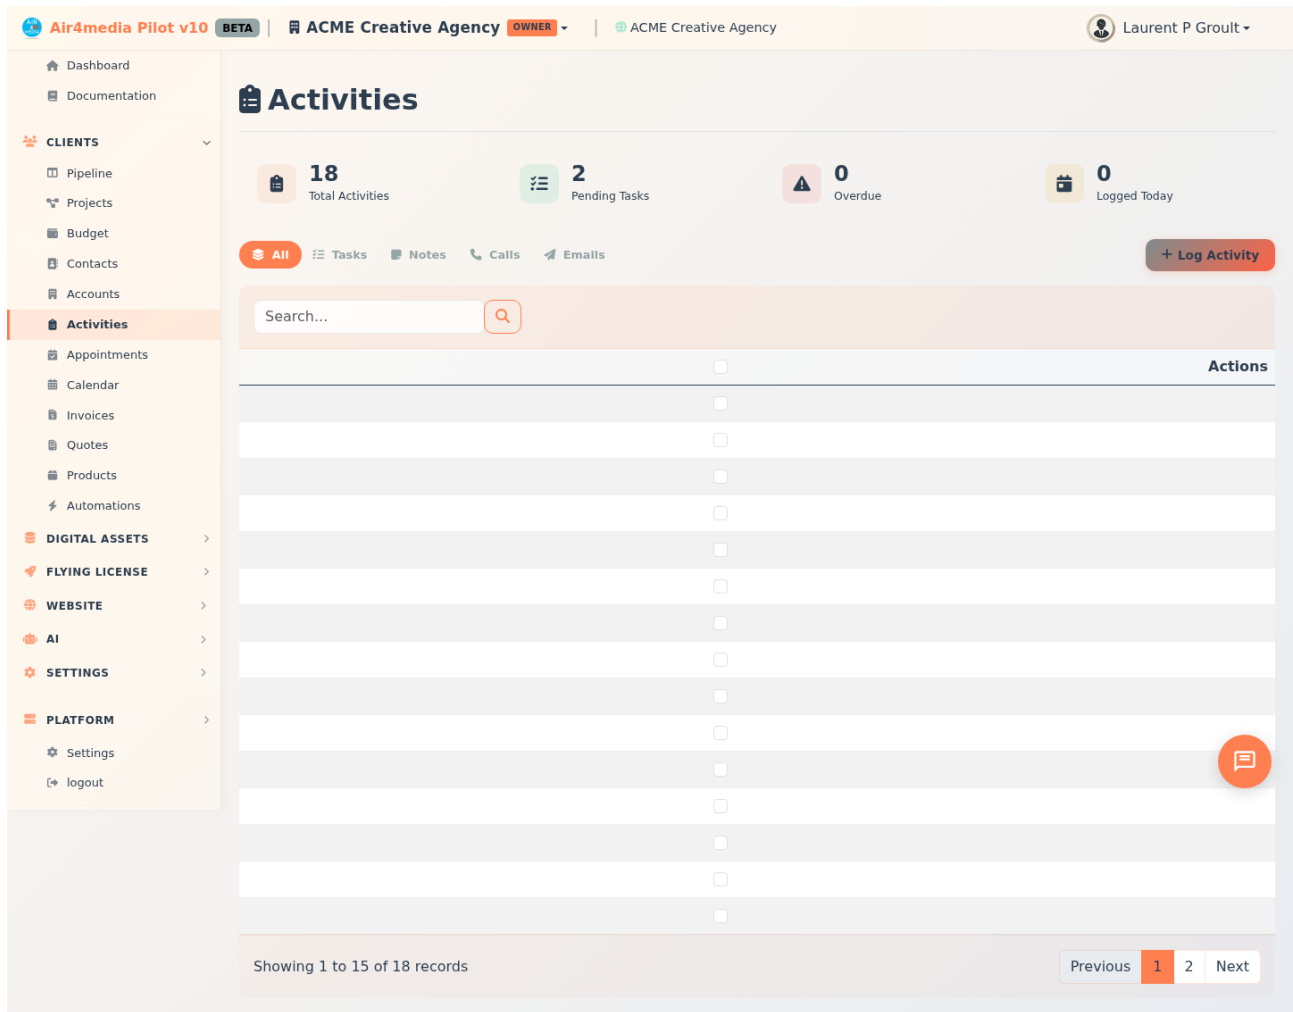 Air4media Pilot v10 BETA | ACME Creative Agency OWNER | ACME Creative Agency Laurent P Groult
Dashboard
Documentation
CLIENTS
Pipeline
Projects
Budget
Contacts
Accounts
Activities
Appointments
Calendar
Invoices
Quotes
Products
Automations
DIGITAL ASSETS
FLYING LICENSE
WEBSITE
AI
SETTINGS
PLATFORM
Settings
logout
Activities
18
Total Activities
2
Pending Tasks
0
Overdue
0
Logged Today
All Tasks Notes Calls Emails + Log Activity
Search...
Actions
Showing 1 to 15 of 18 records Previous 1 2 Next